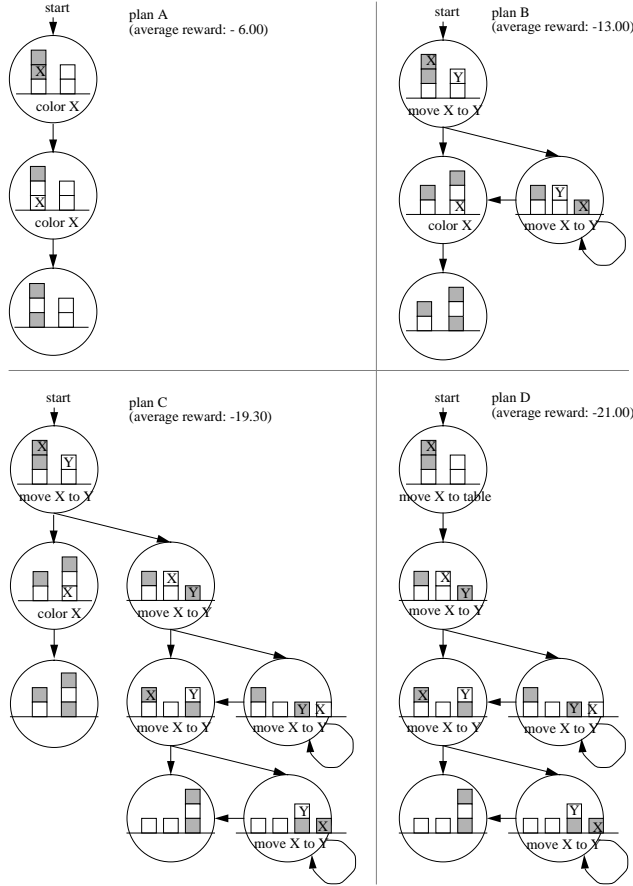 start
plan A
(average reward: - 6.00)
X
color X
X
color X
start
plan B
(average reward: -13.00)
X
Y
move X to Y
X
color X
Y
X
move X to Y
start
plan C
(average reward: -19.30)
X
Y
move X to Y
X
color X
X
Y
move X to Y
X
Y
move X to Y
Y
X
move X to Y
Y
X
move X to Y
start
plan D
(average reward: -21.00)
X
move X to table
X
Y
move X to Y
X
Y
move X to Y
Y
X
move X to Y
Y
X
move X to Y